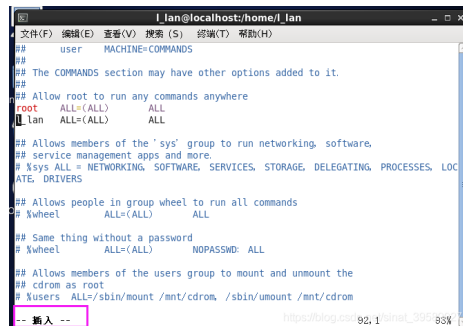 l_lan@localhost:/home/l_lan
文件(F) 编辑(E) 查看(V) 搜索 (S) 终端(T) 帮助(H)
## user MACHINE=COMMANDS
##
## The COMMANDS section may have other options added to it.
##
## Allow root to run any commands anywhere
root ALL=(ALL) ALL
l_lan ALL=(ALL) ALL
## Allows members of the 'sys' group to run networking, software,
## service management apps and more.
# %sys ALL = NETWORKING, SOFTWARE, SERVICES, STORAGE, DELEGATING, PROCESSES, LOC
ATE, DRIVERS
## Allows people in group wheel to run all commands
# %wheel ALL=(ALL) ALL
## Same thing without a password
# %wheel ALL=(ALL) NOPASSWD: ALL
## Allows members of the users group to mount and unmount the
## cdrom as root
# %users ALL=/sbin/mount /mnt/cdrom, /sbin/umount /mnt/cdrom
-- 插入 -- 92,1 93%